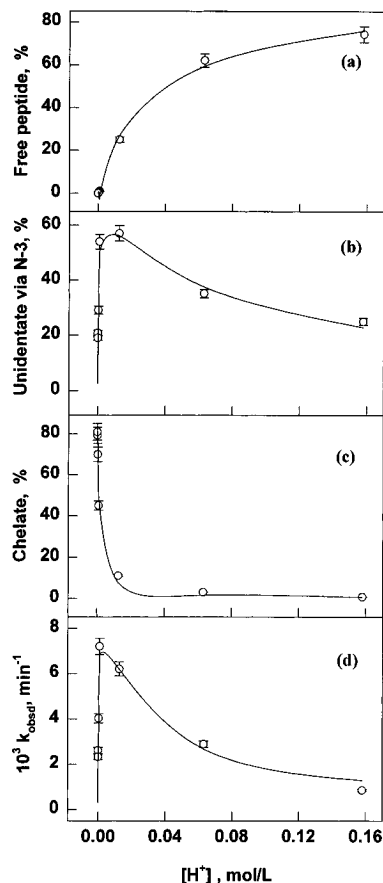 80
60
40
20
0
Free peptide, %
(a)
60
40
20
0
Unidentate via N-3, %
(b)
80
60
40
20
0
Chelate, %
(c)
8
6
4
2
0
10³ k_obsd, min⁻¹
(d)
0.00 0.04 0.08 0.12 0.16
[H⁺] , mol/L